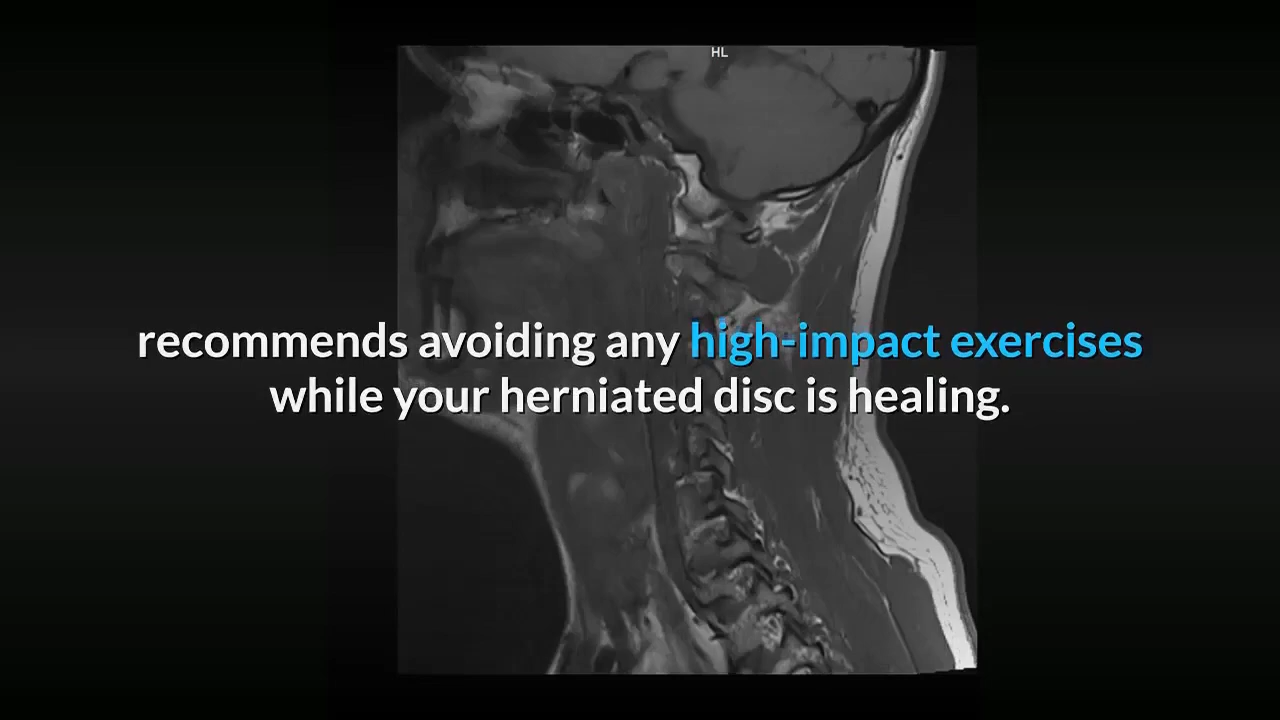 HL
recommends avoiding any high-impact exercises
while your herniated disc is healing.